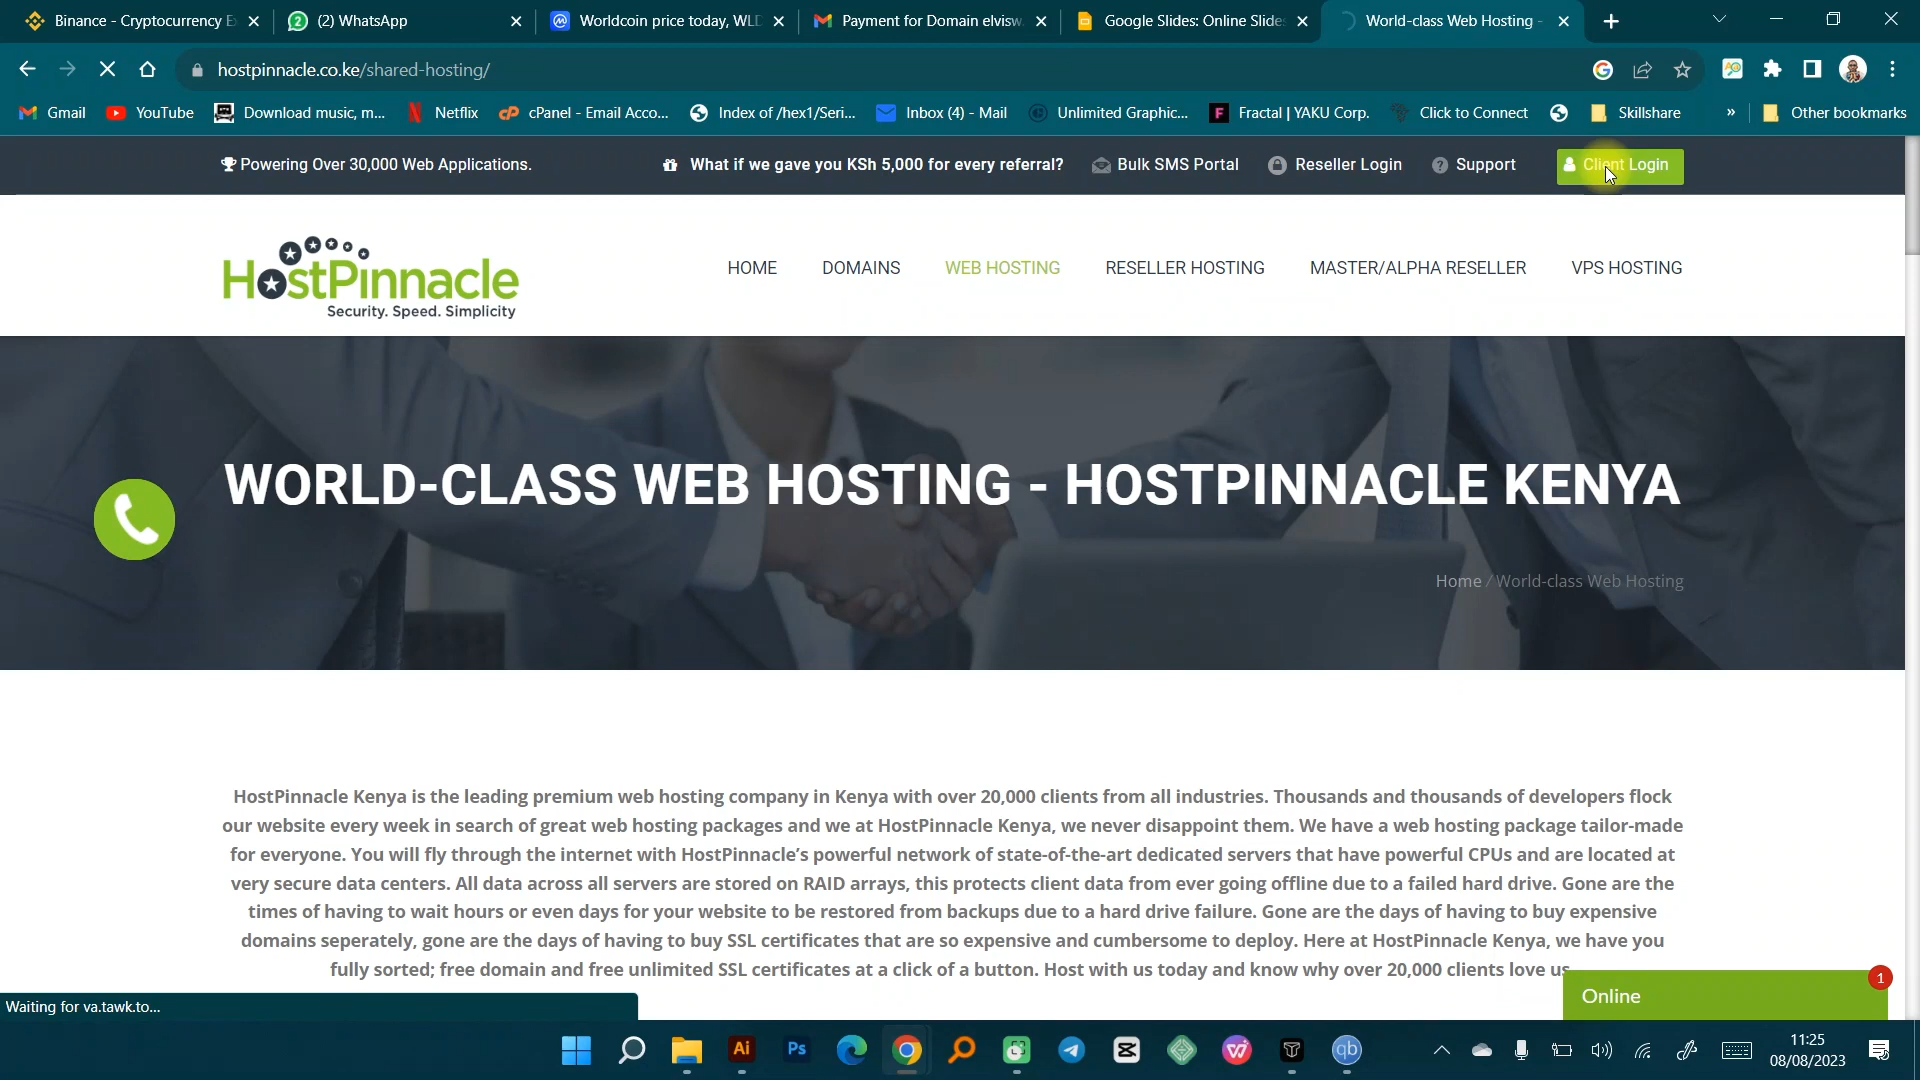 Binance - Cryptocurrency E
(2) WhatsApp
Worldcoin price today, WLD
Payment for Domain elvisw
Google Slides: Online Slides
World-class Web Hosting -
hostpinnacle.co.ke/shared-hosting/
Gmail
YouTube
Download music, m...
Netflix
cPanel - Email Acco...
Index of /hex1/Seri...
Inbox (4) - Mail
Unlimited Graphic...
Fractal | YAKU Corp.
Click to Connect
Skillshare
»
Other bookmarks
Powering Over 30,000 Web Applications.
What if we gave you KSh 5,000 for every referral?
Bulk SMS Portal
Reseller Login
Support
Client Login
HostPinnacle
Security. Speed. Simplicity
HOME
DOMAINS
WEB HOSTING
RESELLER HOSTING
MASTER/ALPHA RESELLER
VPS HOSTING
WORLD-CLASS WEB HOSTING - HOSTPINNACLE KENYA
Home / World-class Web Hosting
HostPinnacle Kenya is the leading premium web hosting company in Kenya with over 20,000 clients from all industries. Thousands and thousands of developers flock
our website every week in search of great web hosting packages and we at HostPinnacle Kenya, we never disappoint them. We have a web hosting package tailor-made
for everyone. You will fly through the internet with HostPinnacle's powerful network of state-of-the-art dedicated servers that have powerful CPUs and are located at
very secure data centers. All data across all servers are stored on RAID arrays, this protects client data from ever going offline due to a failed hard drive. Gone are the
times of having to wait hours or even days for your website to be restored from backups due to a hard drive failure. Gone are the days of having to buy expensive
domains seperately, gone are the days of having to buy SSL certificates that are so expensive and cumbersome to deploy. Here at HostPinnacle Kenya, we have you
fully sorted; free domain and free unlimited SSL certificates at a click of a button. Host with us today and know why over 20,000 clients love us
1
Online
Waiting for va.tawk.to...
Ai
Ps
qb
11:25
08/08/2023